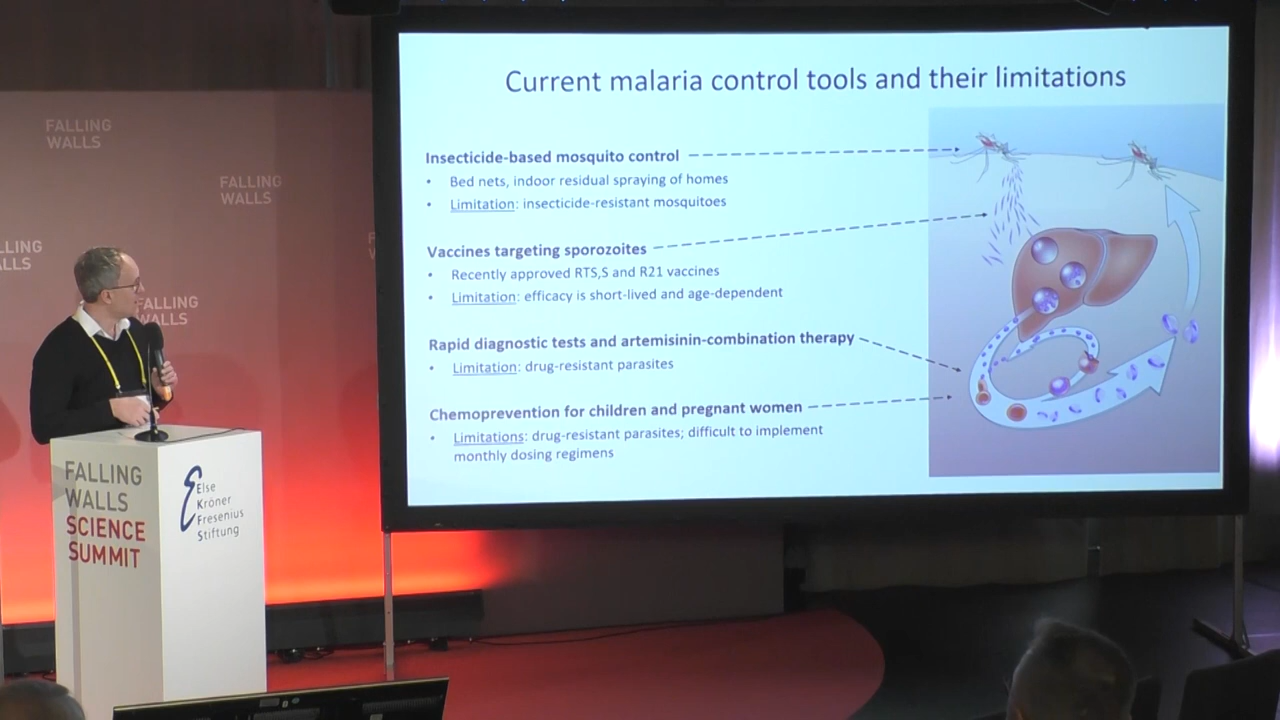 FALLING
WALLS
FALLING
WALLS
FALLING
WALLS
FALLING
WALLS
SCIENCE
SUMMIT
Else
Kröner
Fresenius
Stiftung
Current malaria control tools and their limitations
Insecticide-based mosquito control
• Bed nets, indoor residual spraying of homes
• Limitation: insecticide-resistant mosquitoes
Vaccines targeting sporozoites
• Recently approved RTS,S and R21 vaccines
• Limitation: efficacy is short-lived and age-dependent
Rapid diagnostic tests and artemisinin-combination therapy
• Limitation: drug-resistant parasites
Chemoprevention for children and pregnant women
• Limitations: drug-resistant parasites; difficult to implement
monthly dosing regimens